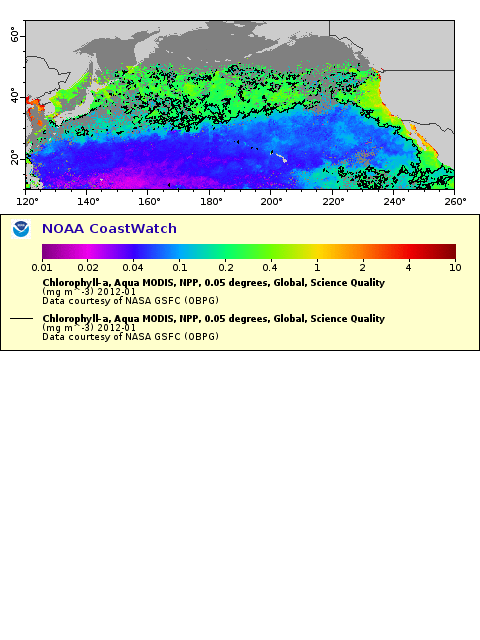 60°
40°
20°
120° 140° 160° 180° 200° 220° 240° 260°
NOAA CoastWatch
0.01 0.02 0.04 0.1 0.2 0.4 1 2 4 10
Chlorophyll-a, Aqua MODIS, NPP, 0.05 degrees, Global, Science Quality
(mg m^-3) 2012-01
Data courtesy of NASA GSFC (OBPG)
Chlorophyll-a, Aqua MODIS, NPP, 0.05 degrees, Global, Science Quality
(mg m^-3) 2012-01
Data courtesy of NASA GSFC (OBPG)